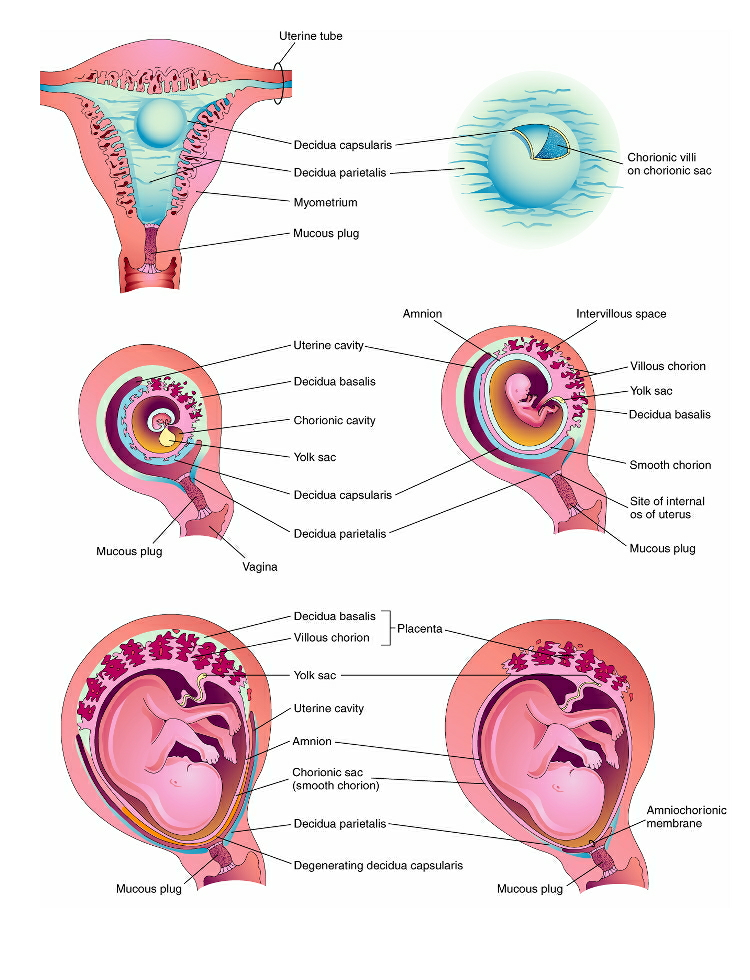 Uterine tube
Decidua capsularis
Decidua parietalis
Myometrium
Mucous plug
Chorionic villi
on chorionic sac
Amnion
Intervillous space
Uterine cavity
Decidua basalis
Chorionic cavity
Yolk sac
Decidua capsularis
Decidua parietalis
Mucous plug
Vagina
Villous chorion
Yolk sac
Decidua basalis
Smooth chorion
Site of internal
os of uterus
Mucous plug
Decidua basalis
Villous chorion
Placenta
Yolk sac
Uterine cavity
Amnion
Chorionic sac
(smooth chorion)
Decidua parietalis
Degenerating decidua capsularis
Mucous plug
Amniochorionic
membrane
Mucous plug